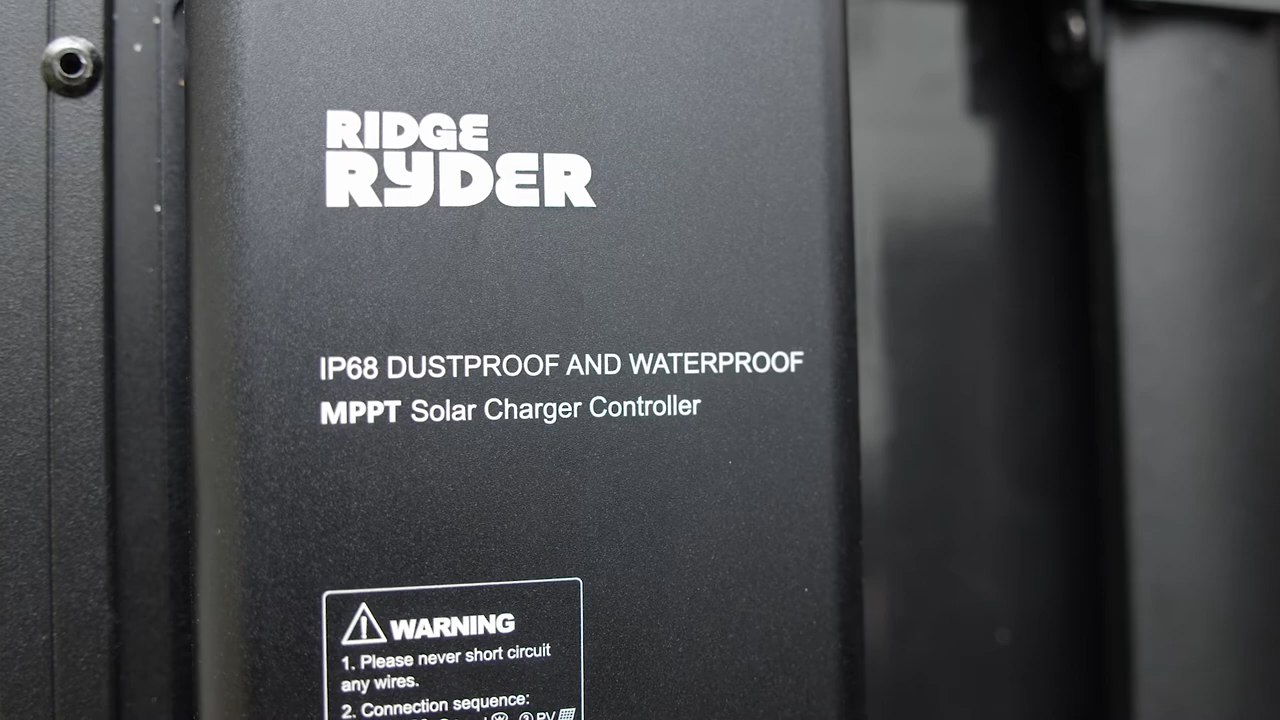 RIDGE
RYDER
IP68 DUSTPROOF AND WATERPROOF
MPPT Solar Charger Controller
WARNING
1. Please never short circuit
any wires.
2. Connection sequence:
PV